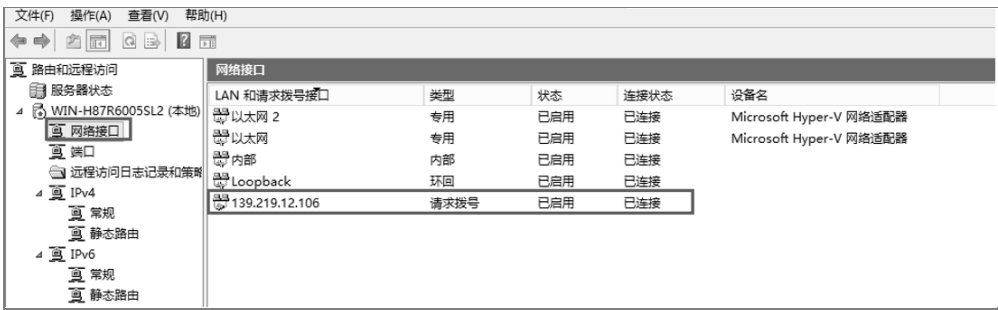 文件(F) 操作(A) 查看(V) 帮助(H)
路由和远程访问
服务器状态
WIN-H87R6005SL2 (本地)
网络接口
端口
远程访问日志记录和策略
IPv4
常规
静态路由
IPv6
常规
静态路由
网络接口
LAN 和请求拨号接口 类型 状态 连接状态 设备名
以太网 2 专用 已启用 已连接 Microsoft Hyper-V 网络适配器
以太网 专用 已启用 已连接 Microsoft Hyper-V 网络适配器
内部 内部 已启用 已连接
Loopback 环回 已启用 已连接
139.219.12.106 请求拨号 已启用 已连接